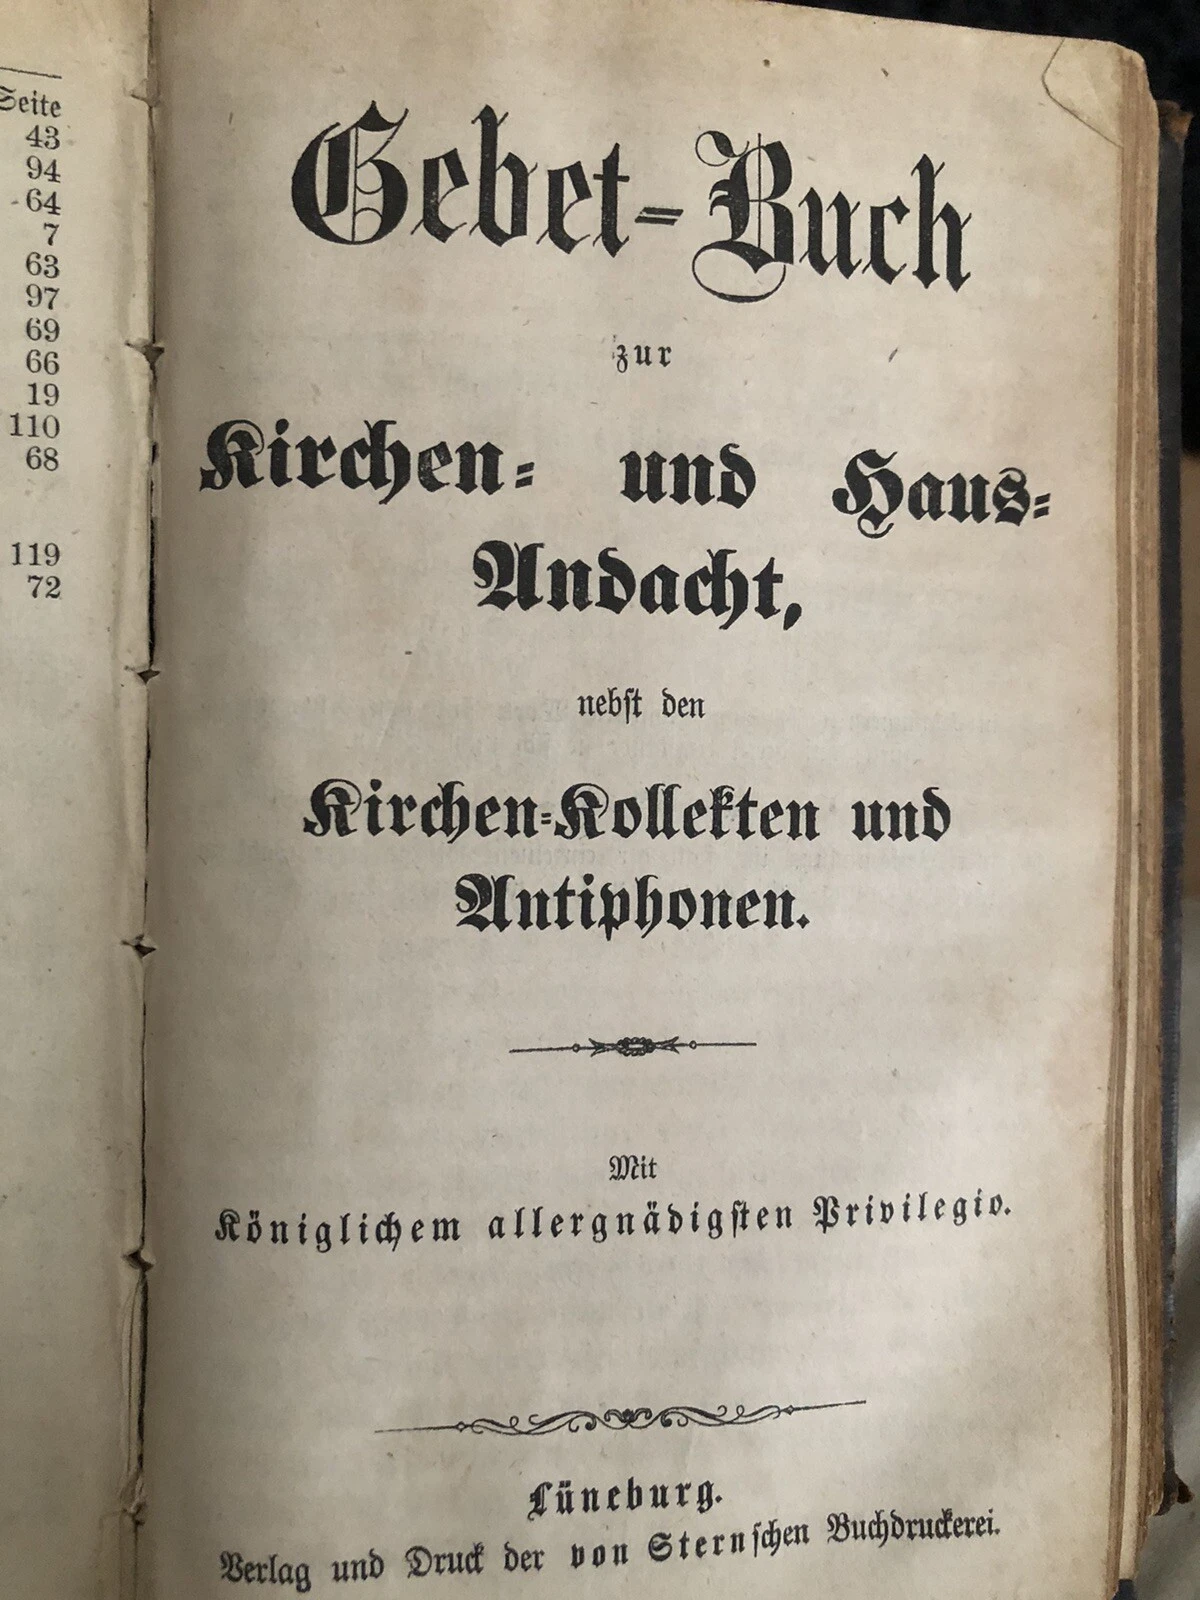 Seite
43
94
64
7
63
97
69
66
19
110
68
119
72
Gebet-Buch
zur
Kirchen- und Haus-
Andacht,
nebſt den
Kirchen-Kollekten und
Antiphonen.
Mit
Königlichem allergnädigſten Privilegio.
Lüneburg.
Verlag und Druck der von Sternſchen Buchdruckerei.